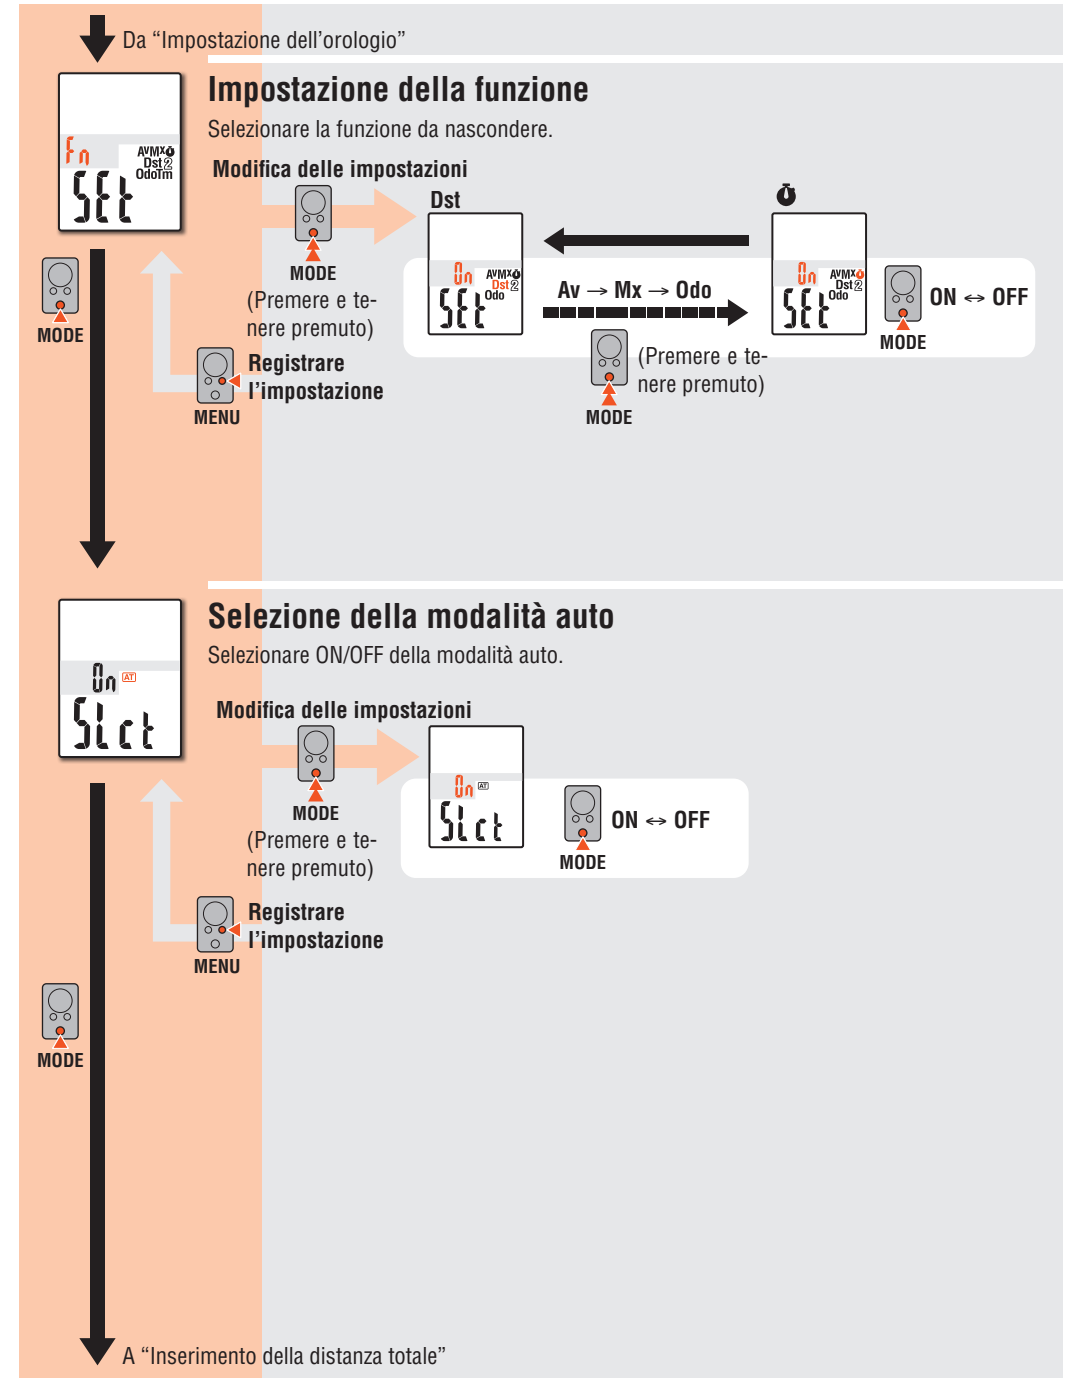 Da “Impostazione dell’orologio”
Impostazione della funzione
Selezionare la funzione da nascondere.
Modifica delle impostazioni
Fn
AvMx
Dst2
OdoTm
SEt
MODE
MODE
(Premere e te-
nere premuto)
Registrare
l’impostazione
MENU
Dst
On
AvMx
Dst2
Odo
SEt
Av → Mx → Odo
MODE
(Premere e te-
nere premuto)
On
AvMx
Dst2
Odo
SEt
MODE
ON ↔ OFF
Selezione della modalità auto
Selezionare ON/OFF della modalità auto.
On AT
SLct
Modifica delle impostazioni
MODE
(Premere e te-
nere premuto)
On AT
SLct
MODE
ON ↔ OFF
Registrare
l’impostazione
MENU
MODE
A “Inserimento della distanza totale”